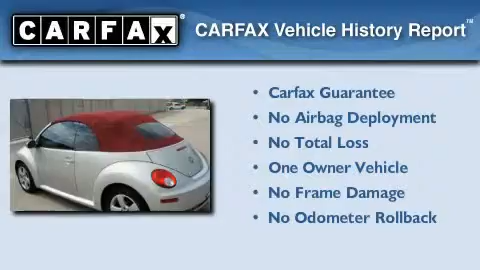 CARFAX® CARFAX Vehicle History Report™
• Carfax Guarantee
• No Airbag Deployment
• No Total Loss
• One Owner Vehicle
• No Frame Damage
• No Odometer Rollback